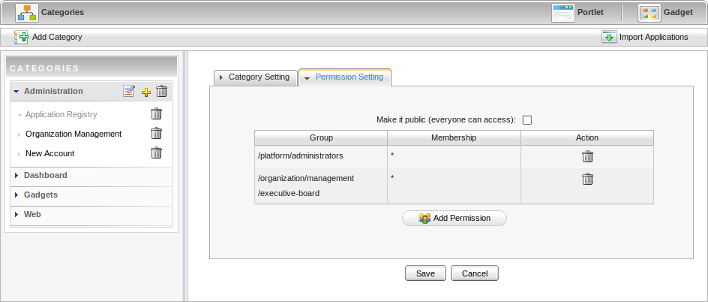 Categories
Portlet
Gadget
Add Category
Import Applications
CATEGORIES
Administration
Application Registry
Organization Management
New Account
Dashboard
Gadgets
Web
Category Setting
Permission Setting
Make it public (everyone can access):
Group
Membership
Action
/platform/administrators
*
/organization/management
*
/executive-board
Add Permission
Save
Cancel